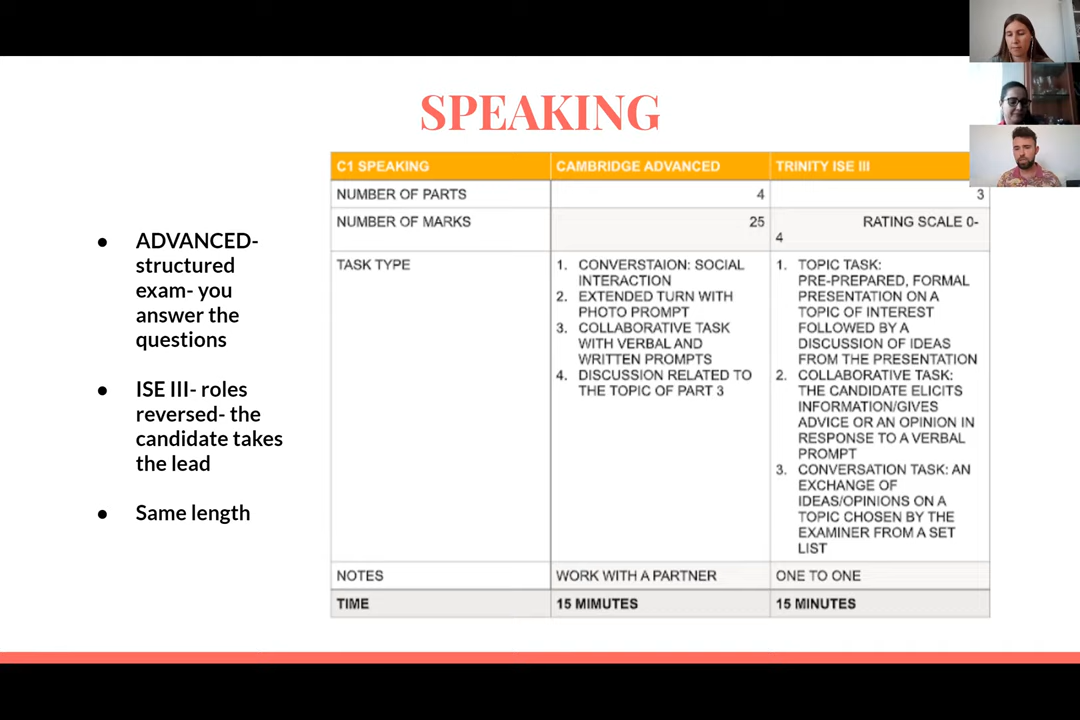 SPEAKING
ADVANCED-
structured
exam- you
answer the
questions
ISE III- roles
reversed- the
candidate takes
the lead
Same length
C1 SPEAKING
CAMBRIDGE ADVANCED
TRINITY ISE III
NUMBER OF PARTS
4
3
NUMBER OF MARKS
25
RATING SCALE 0-
4
TASK TYPE
1. CONVERSTAION: SOCIAL
INTERACTION
2. EXTENDED TURN WITH
PHOTO PROMPT
3. COLLABORATIVE TASK
WITH VERBAL AND
WRITTEN PROMPTS
4. DISCUSSION RELATED TO
THE TOPIC OF PART 3
1. TOPIC TASK:
PRE-PREPARED, FORMAL
PRESENTATION ON A
TOPIC OF INTEREST
FOLLOWED BY A
DISCUSSION OF IDEAS
FROM THE PRESENTATION
2. COLLABORATIVE TASK:
THE CANDIDATE ELICITS
INFORMATION/GIVES
ADVICE OR AN OPINION IN
RESPONSE TO A VERBAL
PROMPT
3. CONVERSATION TASK: AN
EXCHANGE OF
IDEAS/OPINIONS ON A
TOPIC CHOSEN BY THE
EXAMINER FROM A SET
LIST
NOTES
WORK WITH A PARTNER
ONE TO ONE
TIME
15 MIMUTES
15 MINUTES